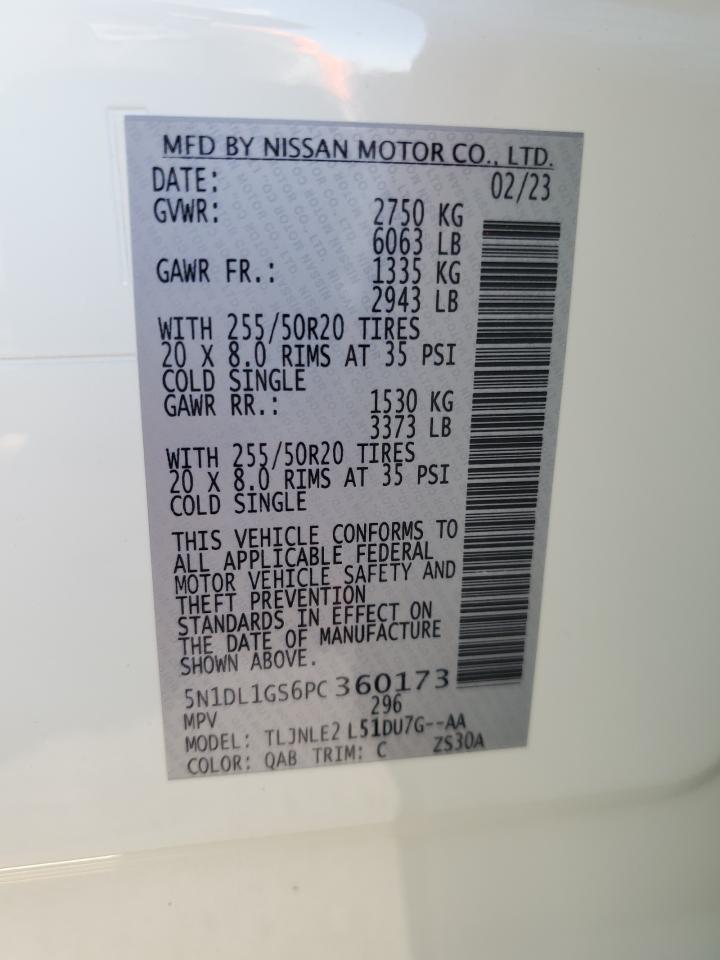 MFD BY NISSAN MOTOR CO., LTD.
DATE: 02/23
GVWR: 2750 KG
6063 LB
GAWR FR.: 1335 KG
2943 LB
WITH 255/50R20 TIRES
20 X 8.0 RIMS AT 35 PSI
COLD SINGLE
GAWR RR.: 1530 KG
3373 LB
WITH 255/50R20 TIRES
20 X 8.0 RIMS AT 35 PSI
COLD SINGLE
THIS VEHICLE CONFORMS TO
ALL APPLICABLE FEDERAL
MOTOR VEHICLE SAFETY AND
THEFT PREVENTION
STANDARDS IN EFFECT ON
THE DATE OF MANUFACTURE
SHOWN ABOVE.
5N1DL1GS6PC 360173
MPV 296
MODEL: TLJNLE2 L51DU7G--AA
COLOR: QAB TRIM: C ZS30A